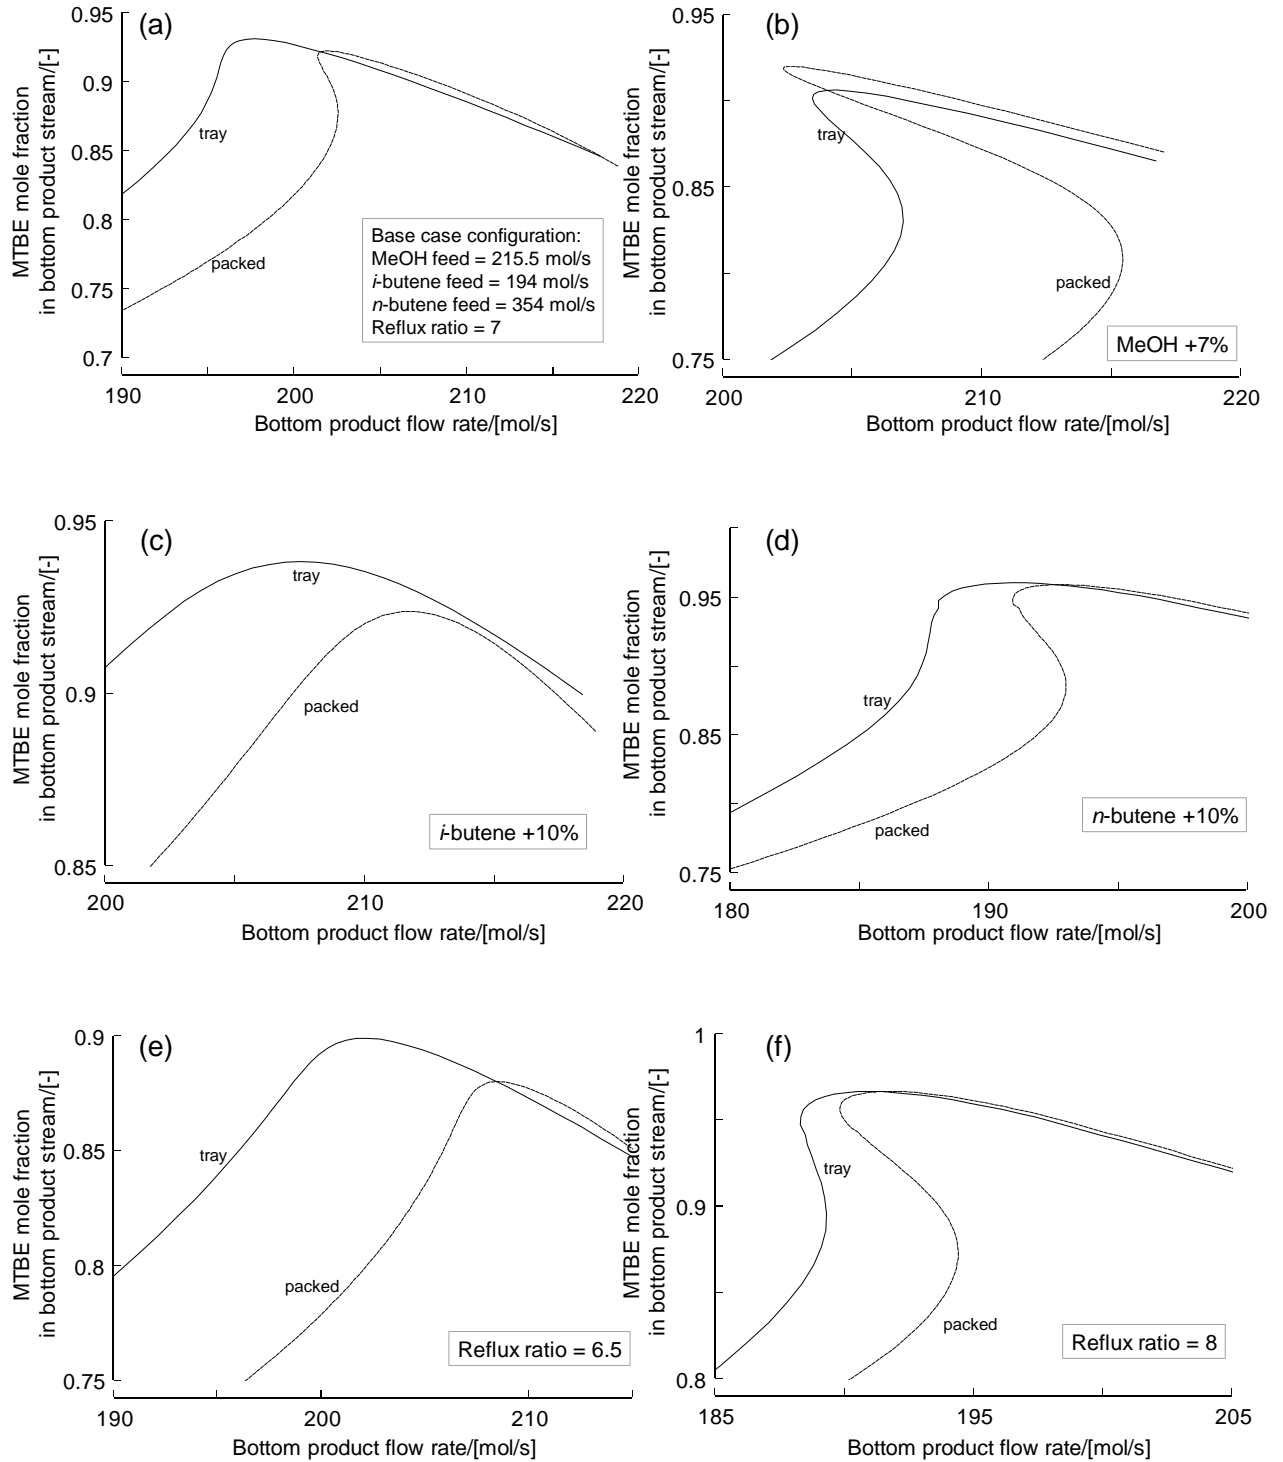 (a)
MTBE mole fraction
in bottom product stream/[-]
0.95
0.9
0.85
0.8
0.75
0.7
tray
packed
Base case configuration:
MeOH feed = 215.5 mol/s
i-butene feed = 194 mol/s
n-butene feed = 354 mol/s
Reflux ratio = 7
190
200
210
220
Bottom product flow rate/[mol/s]
(b)
MTBE mole fraction
in bottom product stream/[-]
0.95
0.85
0.75
tray
packed
MeOH +7%
200
210
220
Bottom product flow rate/[mol/s]
(c)
MTBE mole fraction
in bottom product stream/[-]
0.95
0.9
0.85
tray
packed
i-butene +10%
200
210
220
Bottom product flow rate/[mol/s]
(d)
MTBE mole fraction
in bottom product stream/[-]
0.95
0.85
0.75
tray
packed
n-butene +10%
180
190
200
Bottom product flow rate/[mol/s]
(e)
MTBE mole fraction
in bottom product stream/[-]
0.9
0.85
0.8
0.75
tray
packed
Reflux ratio = 6.5
190
200
210
Bottom product flow rate/[mol/s]
(f)
MTBE mole fraction
in bottom product stream/[-]
1
0.9
0.8
tray
packed
Reflux ratio = 8
185
195
205
Bottom product flow rate/[mol/s]